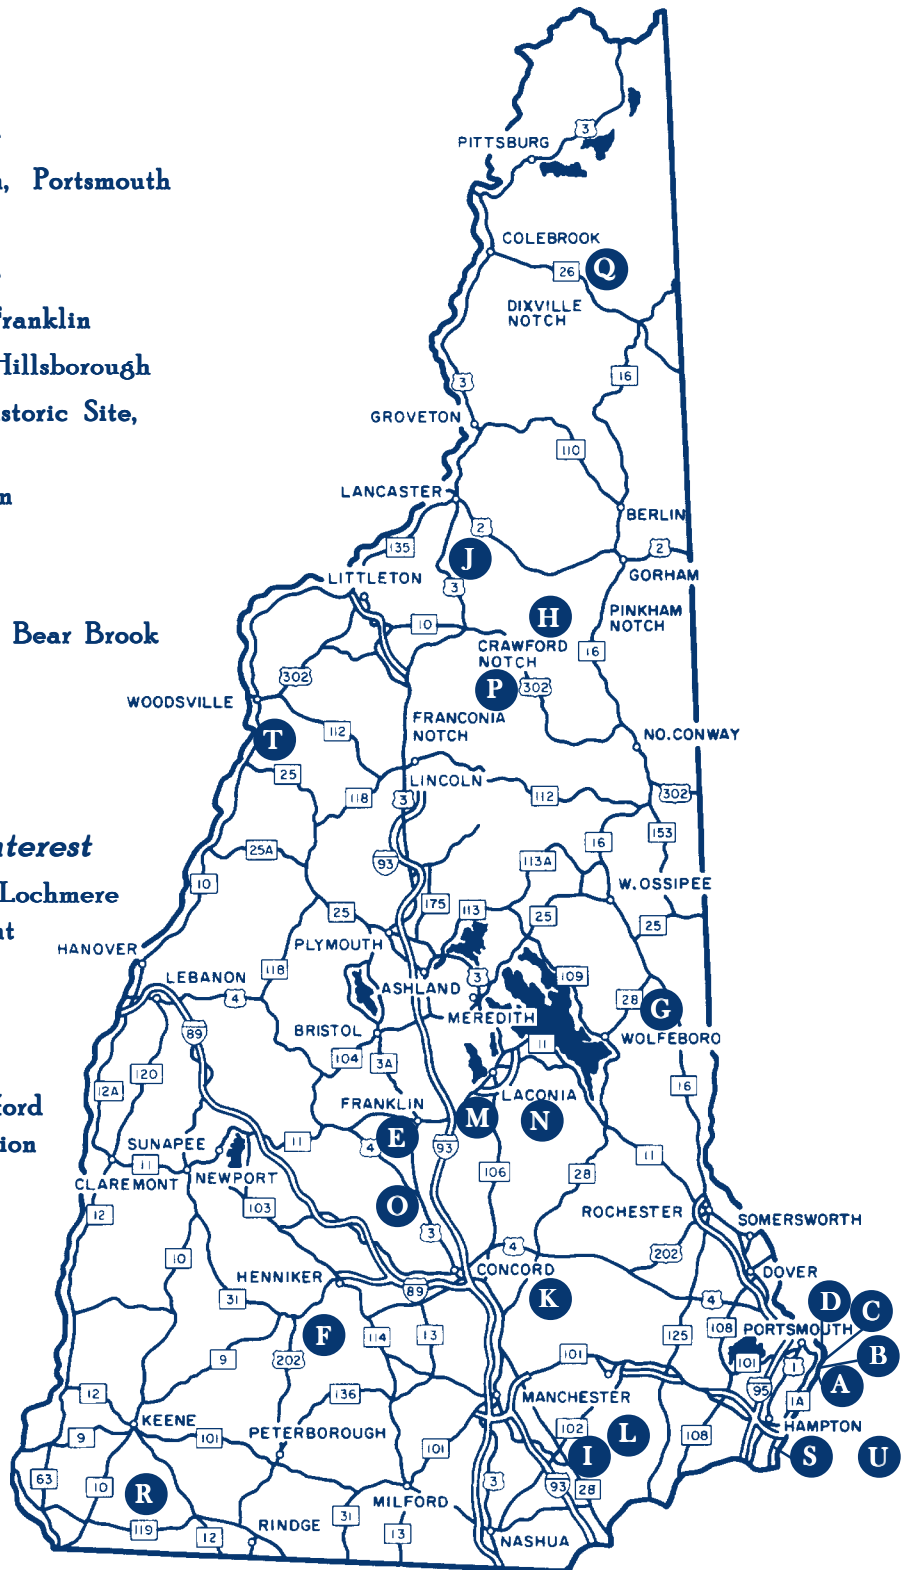 Portsmouth
Hillsborough
Site,
Bear Brook
Lochmere
PITTSBURG
3
COLEBROOK
26
Q
DIXVILLE
NOTCH
3
16
GROVETON
110
LANCASTER
BERLIN
2
135
J
2
LITTLETON
3
GORHAM
PINKHAM
NOTCH
H
10
CRAWFORD
NOTCH
16
302
P
302
WOODSVILLE
FRANCONIA
NOTCH
T
112
NO. CONWAY
25
LINCOLN
118
3
112
302
153
25A
93
113A
16
10
W. OSSIPEE
175
113
25
25
25
PLYMOUTH
HANOVER
118
LEBANON
4
ASHLAND
3
109
28
G
MEREDITH
WOLFEBORO
89
BRISTOL
104
3A
11
12A
120
16
FRANKLIN
LACONIA
M
N
E
SUNAPEE
11
4
93
11
NEWPORT
CLAREMONT
106
28
11
12
103
O
ROCHESTER
SOMERSWORTH
3
10
4
202
HENNIKER
CONCORD
DOVER
89
31
K
4
D
C
F
114
13
125
108
PORTSMOUTH
9
202
101
101
1
B
95
A
12
136
MANCHESTER
1A
KEENE
HAMPTON
9
101
PETERBOROUGH
101
102
L
108
S
U
I
63
10
R
3
93
28
MILFORD
119
12
RINDGE
31
13
NASHUA